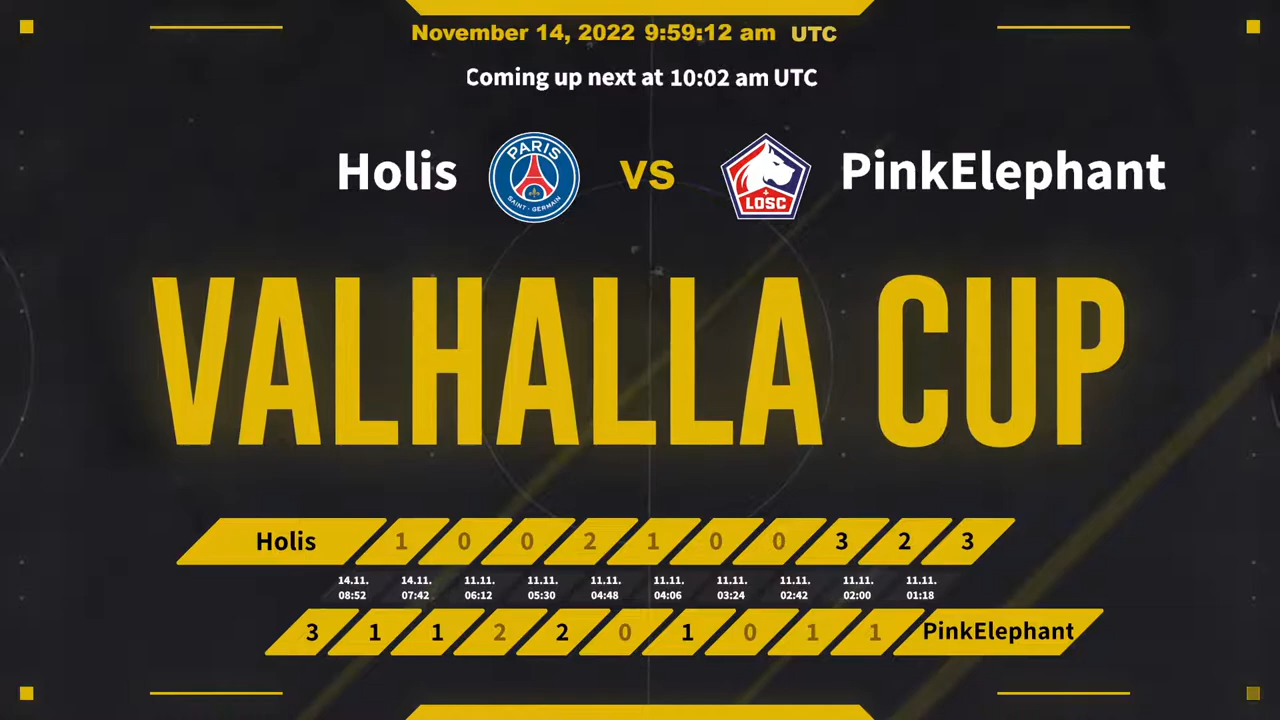 November 14, 2022 9:59:12 am UTC
Coming up next at 10:02 am UTC
Holis PARIS SAINT-GERMAIN VS LOSC PinkElephant
VALHALLA CUP
Holis 1 0 0 2 1 0 0 3 2 3
14.11. 14.11. 11.11. 11.11. 11.11. 11.11. 11.11. 11.11. 11.11. 11.11.
08:52 07:42 06:12 05:30 04:48 04:06 03:24 02:42 02:00 01:18
3 1 1 2 2 0 1 0 1 1 PinkElephant